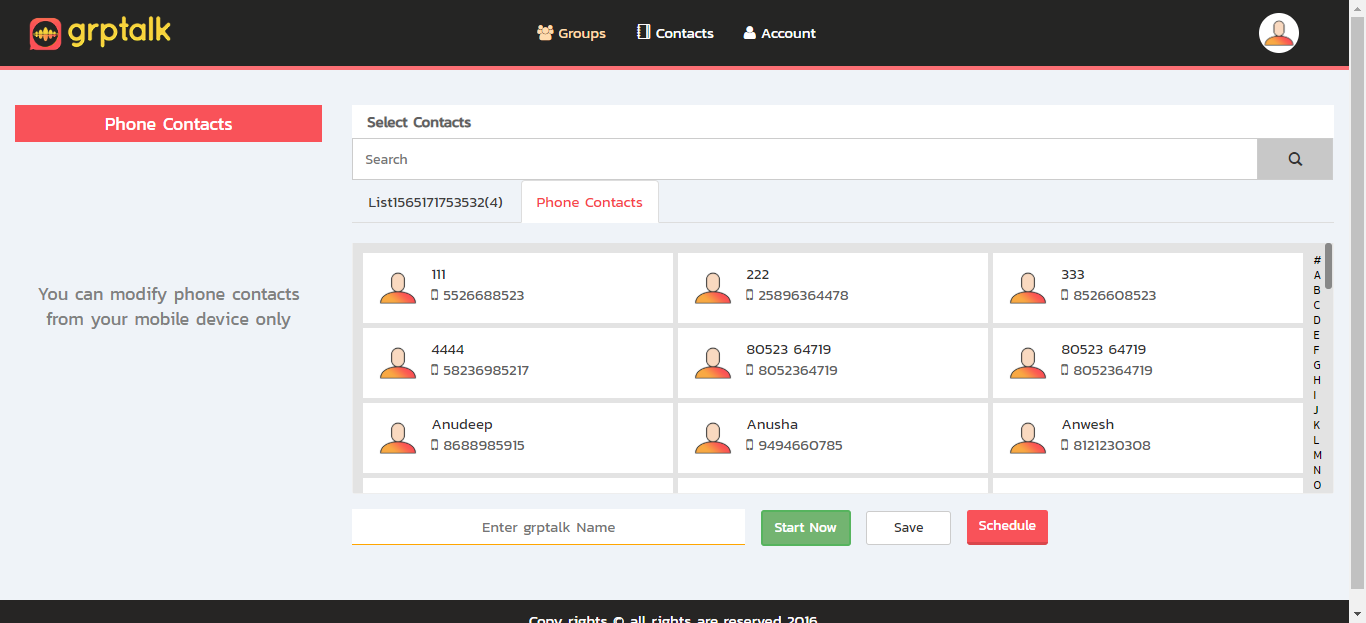 grptalk
Groups Contacts Account
Phone Contacts
You can modify phone contacts
from your mobile device only
Select Contacts
Search
List1565171753532(4) Phone Contacts
111
5526688523
222
25896364478
333
8526608523
4444
58236985217
80523 64719
8052364719
80523 64719
8052364719
Anudeep
8688985915
Anusha
9494660785
Anwesh
8121230308
#
A
B
C
D
E
F
G
H
I
J
K
L
M
N
O
Enter grptalk Name
Start Now
Save
Schedule
Copy rights © all rights are reserved 2016